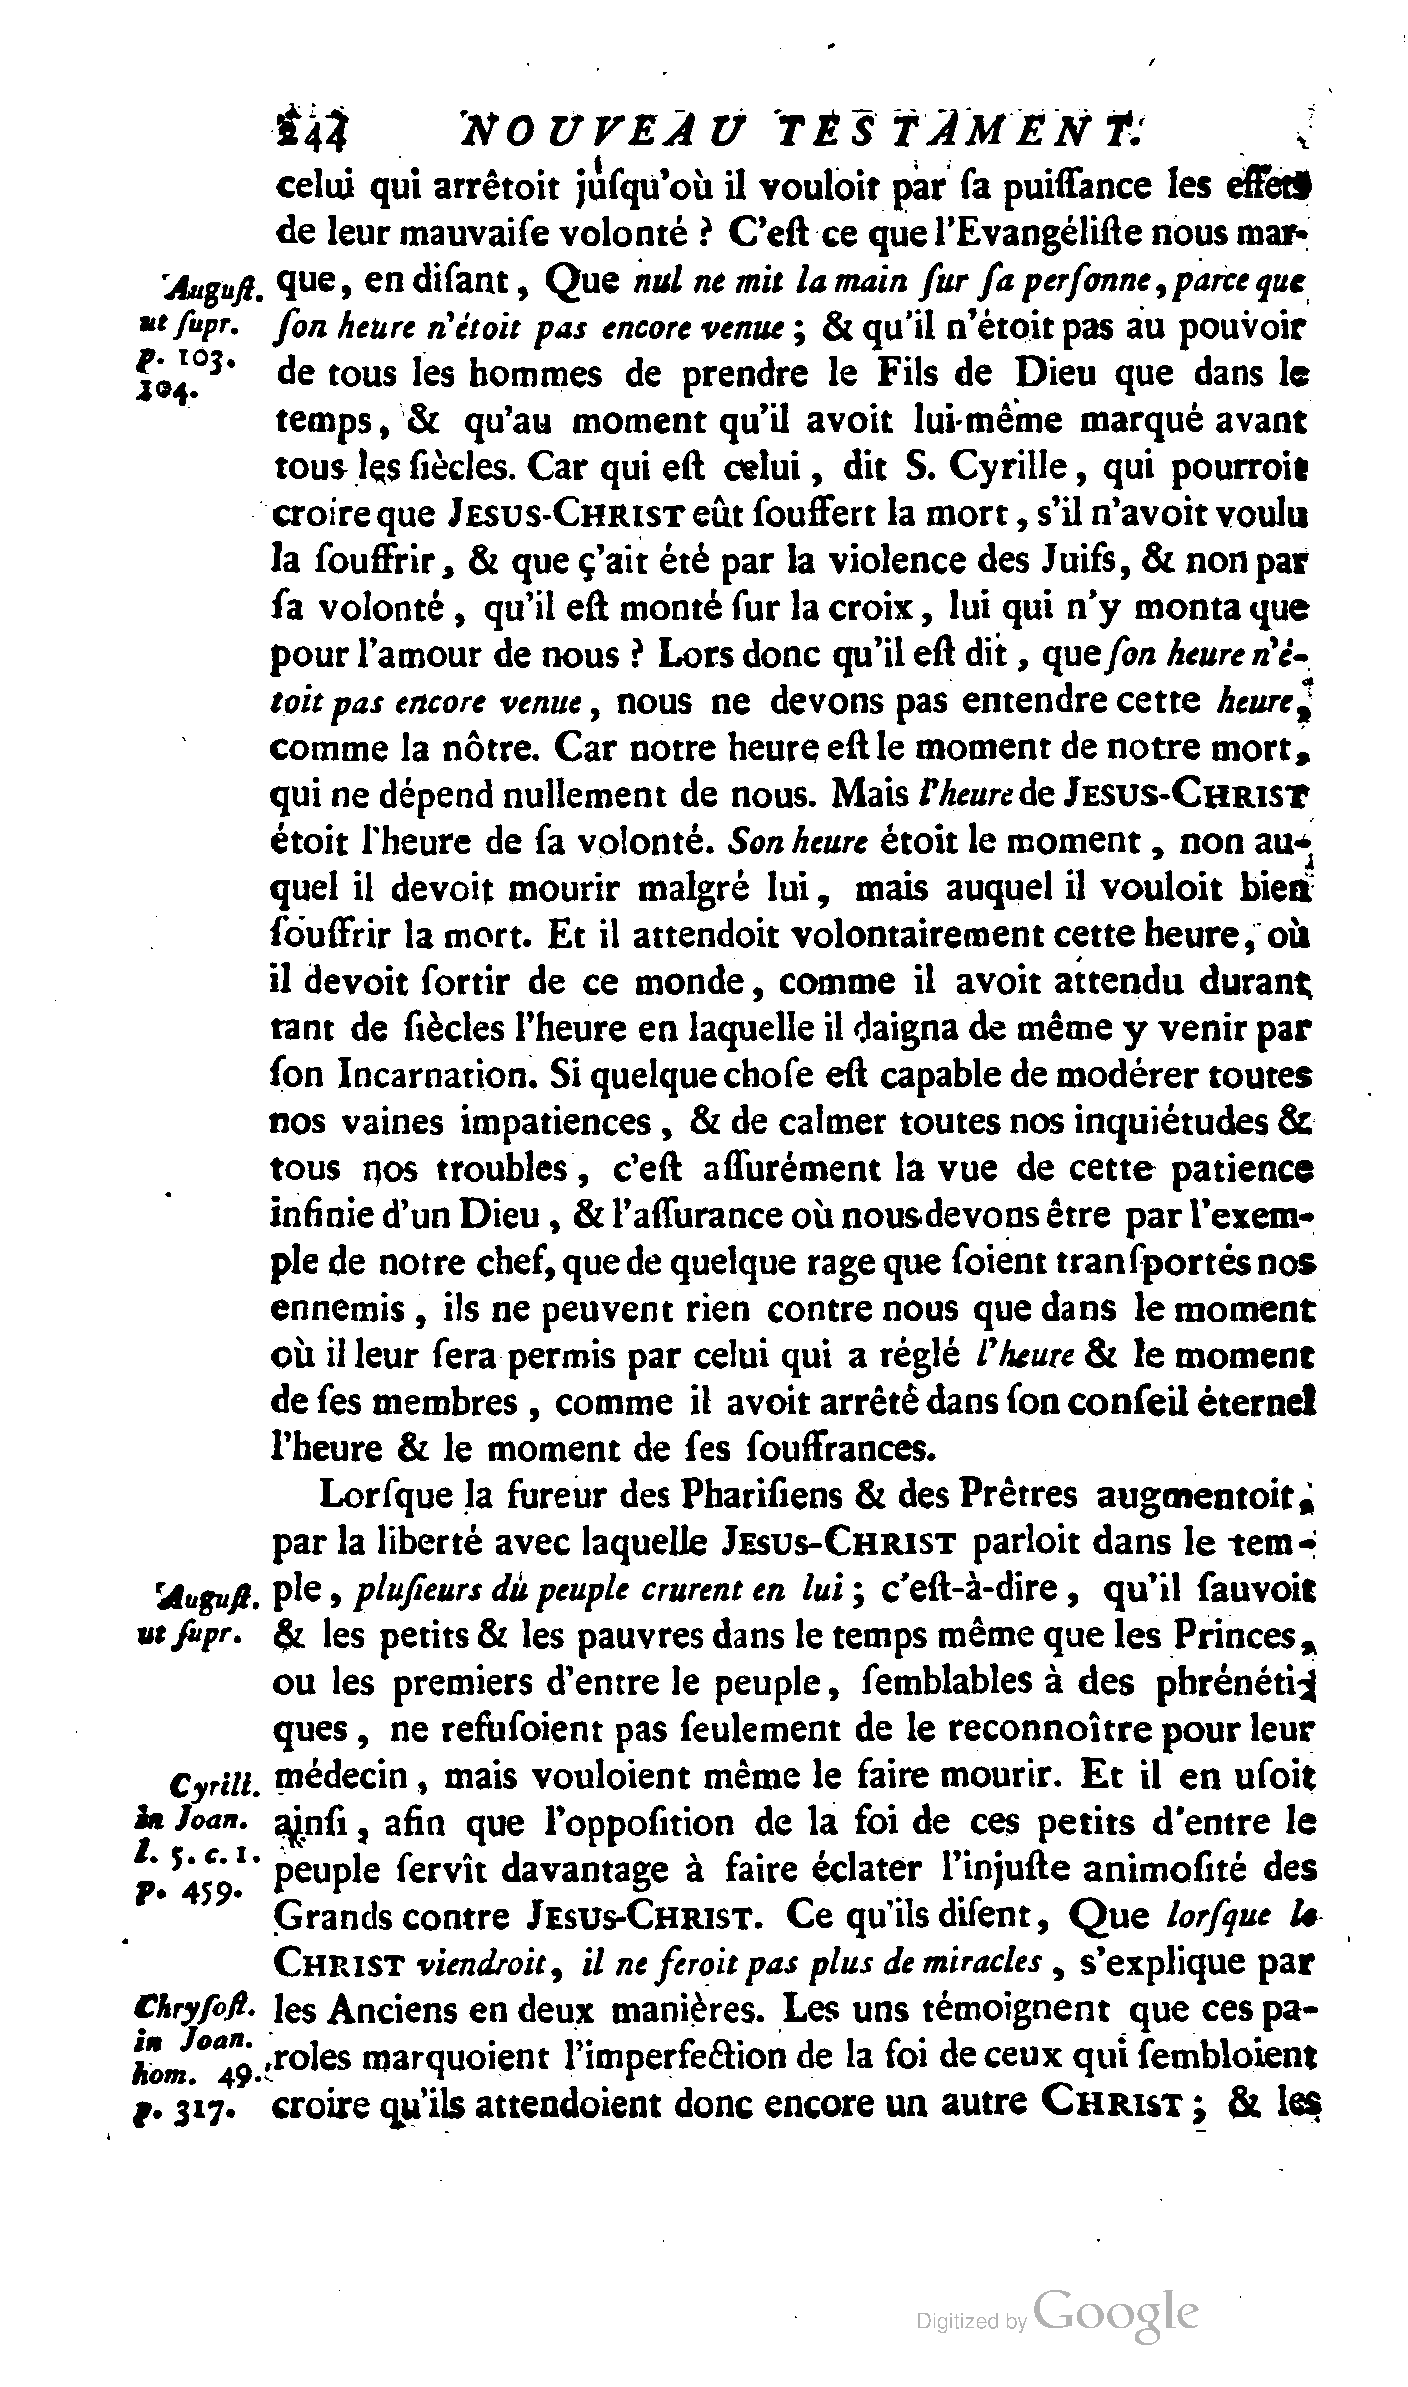 244 NOUVEAU TESTAMENT.
celui qui arrêtoit juſqu'où il vouloit par ſa puiſſance les effets
de leur mauvaiſe volonté ? C'eſt ce que l'Evangéliſte nous mar-
que, en diſant, Que nul ne mit la main ſur ſa perſonne, parce que
ſon heure n'étoit pas encore venue ; & qu'il n'étoit pas au pouvoir
de tous les hommes de prendre le Fils de Dieu que dans le
temps, & qu'au moment qu'il avoit lui-même marqué avant
tous les ſiècles. Car qui eſt celui, dit S. Cyrille, qui pourroit
croire que JESUS-CHRIST eût ſouffert la mort, s'il n'avoit voulu
la ſouffrir, & que ç'ait été par la violence des Juifs, & non par
ſa volonté, qu'il eſt monté ſur la croix, lui qui n'y monta que
pour l'amour de nous ? Lors donc qu'il eſt dit, que ſon heure n'é-
toit pas encore venue, nous ne devons pas entendre cette heure,
comme la nôtre. Car notre heure eſt le moment de notre mort,
qui ne dépend nullement de nous. Mais l'heure de JESUS-CHRIST
étoit l'heure de ſa volonté. Son heure étoit le moment, non au-
quel il devoit mourir malgré lui, mais auquel il vouloit bien
ſouffrir la mort. Et il attendoit volontairement cette heure, où
il devoit ſortir de ce monde, comme il avoit attendu durant
tant de ſiècles l'heure en laquelle il daigna de même y venir par
ſon Incarnation. Si quelque choſe eſt capable de modérer toutes
nos vaines impatiences, & de calmer toutes nos inquiétudes &
tous nos troubles, c'eſt aſſurément la vue de cette patience
infinie d'un Dieu, & l'aſſurance où nous devons être par l'exem-
ple de notre chef, que de quelque rage que ſoient tranſportés nos
ennemis, ils ne peuvent rien contre nous que dans le moment
où il leur ſera permis par celui qui a réglé l'heure & le moment
de ſes membres, comme il avoit arrêté dans ſon conſeil éternel
l'heure & le moment de ſes ſouffrances.
Lorſque la fureur des Phariſiens & des Prêtres augmentoit,
par la liberté avec laquelle JESUS-CHRIST parloit dans le tem-
ple, pluſieurs du peuple crurent en lui ; c'eſt-à-dire, qu'il ſauvoit
& les petits & les pauvres dans le temps même que les Princes,
ou les premiers d'entre le peuple, ſemblables à des phrénéti-
ques, ne refuſoient pas ſeulement de le reconnoître pour leur
médecin, mais vouloient même le faire mourir. Et il en uſoit
ainſi, afin que l'oppoſition de la foi de ces petits d'entre le
peuple ſervît davantage à faire éclater l'injuſte animoſité des
Grands contre JESUS-CHRIST. Ce qu'ils diſent, Que lorſque le
CHRIST viendroit, il ne feroit pas plus de miracles, s'explique par
les Anciens en deux manières. Les uns témoignent que ces pa-
roles marquoient l'imperfection de la foi de ceux qui ſembloient
croire qu'ils attendoient donc encore un autre CHRIST ; & les
Auguſt.
ut ſupr.
p. 103.
104.
Auguſt.
ut ſupr.
Cyrill.
in Joan.
l. 5. c. 1.
p. 459.
Chryſoſt.
in Joan.
hom. 49.
p. 317.
Digitized by Google